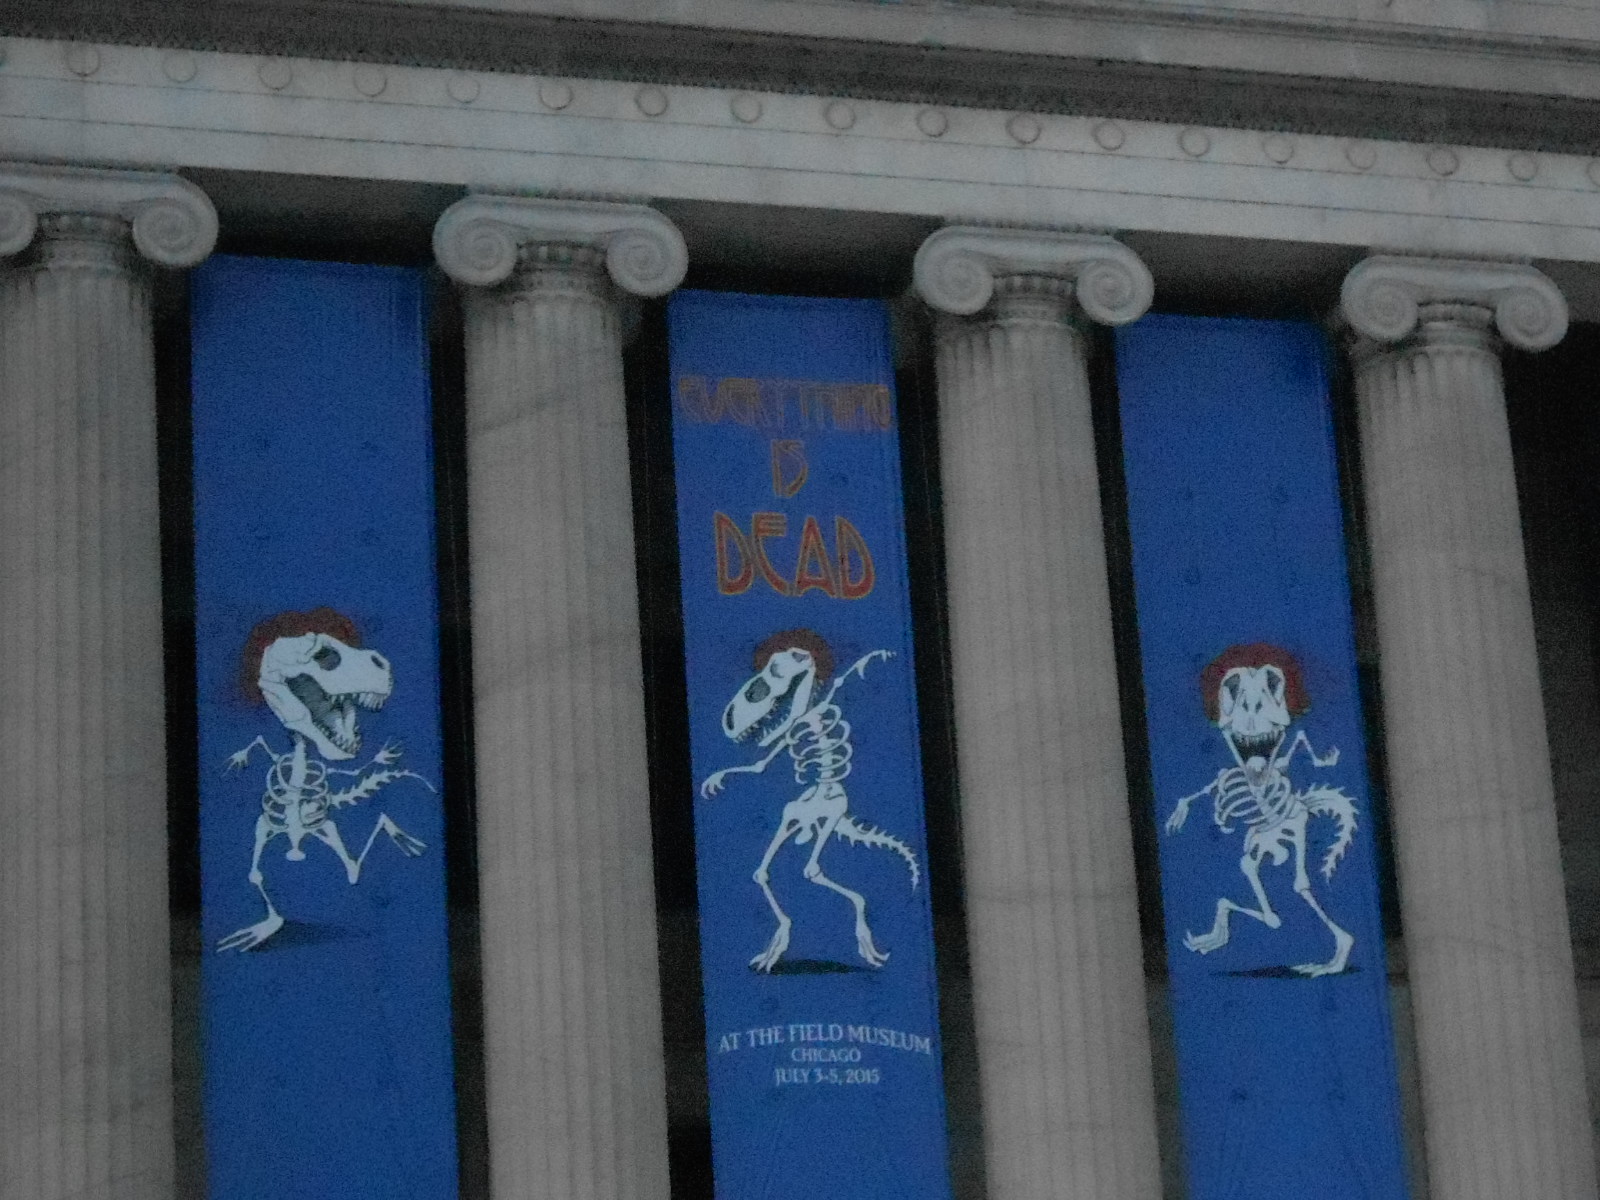 EVERYTHING
IS
DEAD
AT THE FIELD MUSEUM
CHICAGO
JULY 3-5, 2015